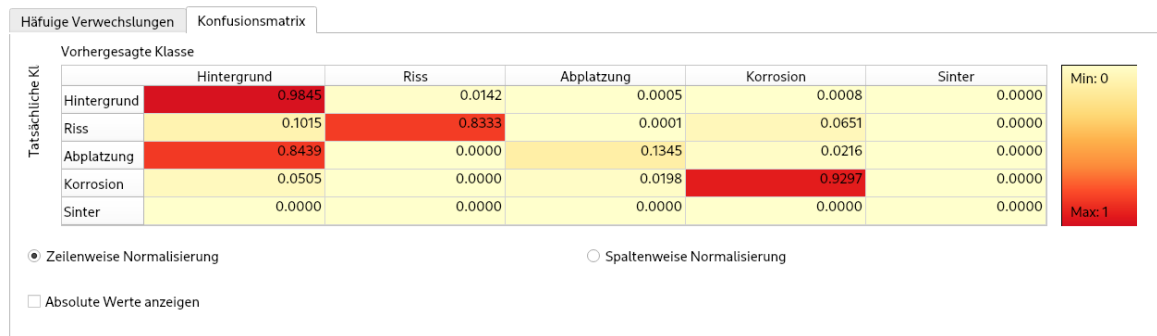 Häfuige Verwechslungen Konfusionsmatrix
Vorhergesagte Klasse
Tatsächliche Kl
Hintergrund Riss Abplatzung Korrosion Sinter
Hintergrund 0.9845 0.0142 0.0005 0.0008 0.0000
Riss 0.1015 0.8333 0.0001 0.0651 0.0000
Abplatzung 0.8439 0.0000 0.1345 0.0216 0.0000
Korrosion 0.0505 0.0000 0.0198 0.9297 0.0000
Sinter 0.0000 0.0000 0.0000 0.0000 0.0000
Min: 0
Max: 1
Zeilenweise Normalisierung Spaltenweise Normalisierung
Absolute Werte anzeigen